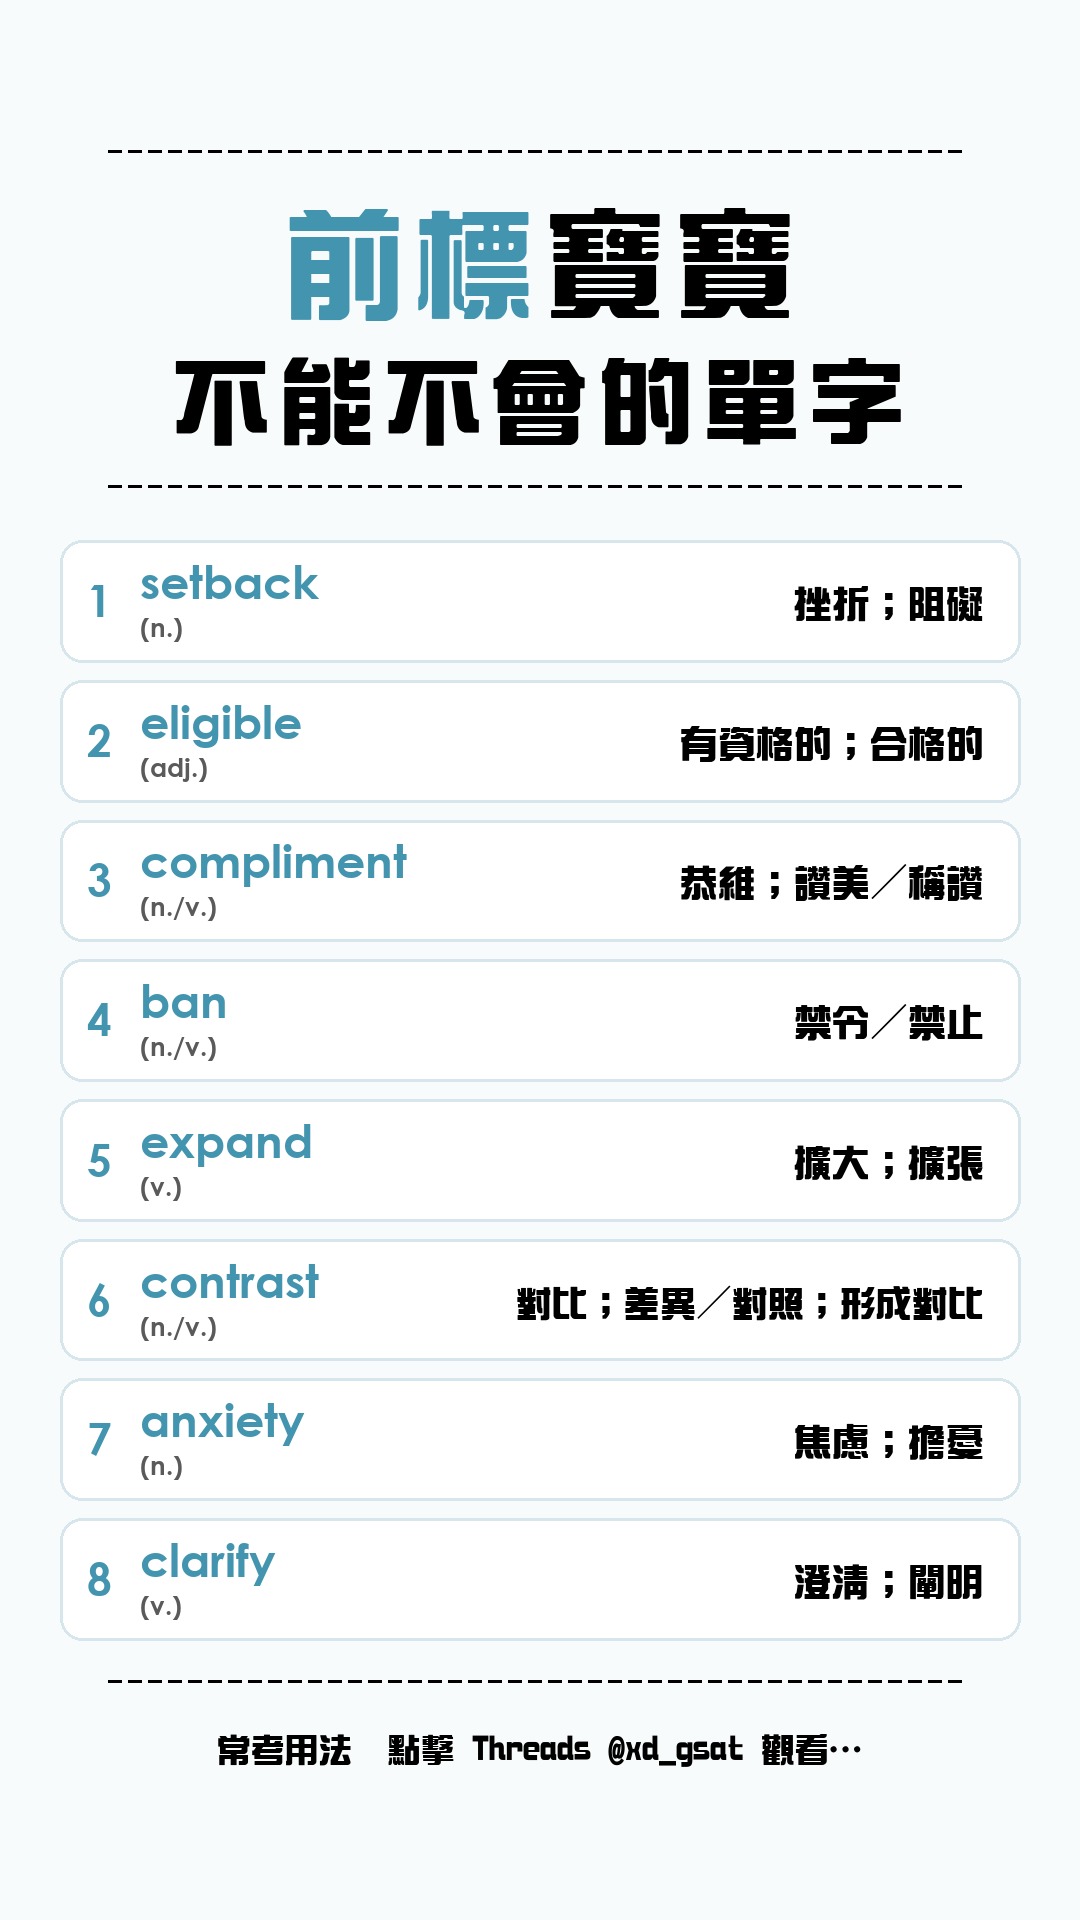 前標寶寶
不能不會的單字
1 setback 挫折；阻礙
(n.)
2 eligible 有資格的；合格的
(adj.)
3 compliment 恭維；讚美／稱讚
(n./v.)
4 ban 禁令／禁止
(n./v.)
5 expand 擴大；擴張
(v.)
6 contrast 對比；差異／對照；形成對比
(n./v.)
7 anxiety 焦慮；擔憂
(n.)
8 clarify 澄清；闡明
(v.)
常考用法　點擊 Threads @xd_gsat 觀看…